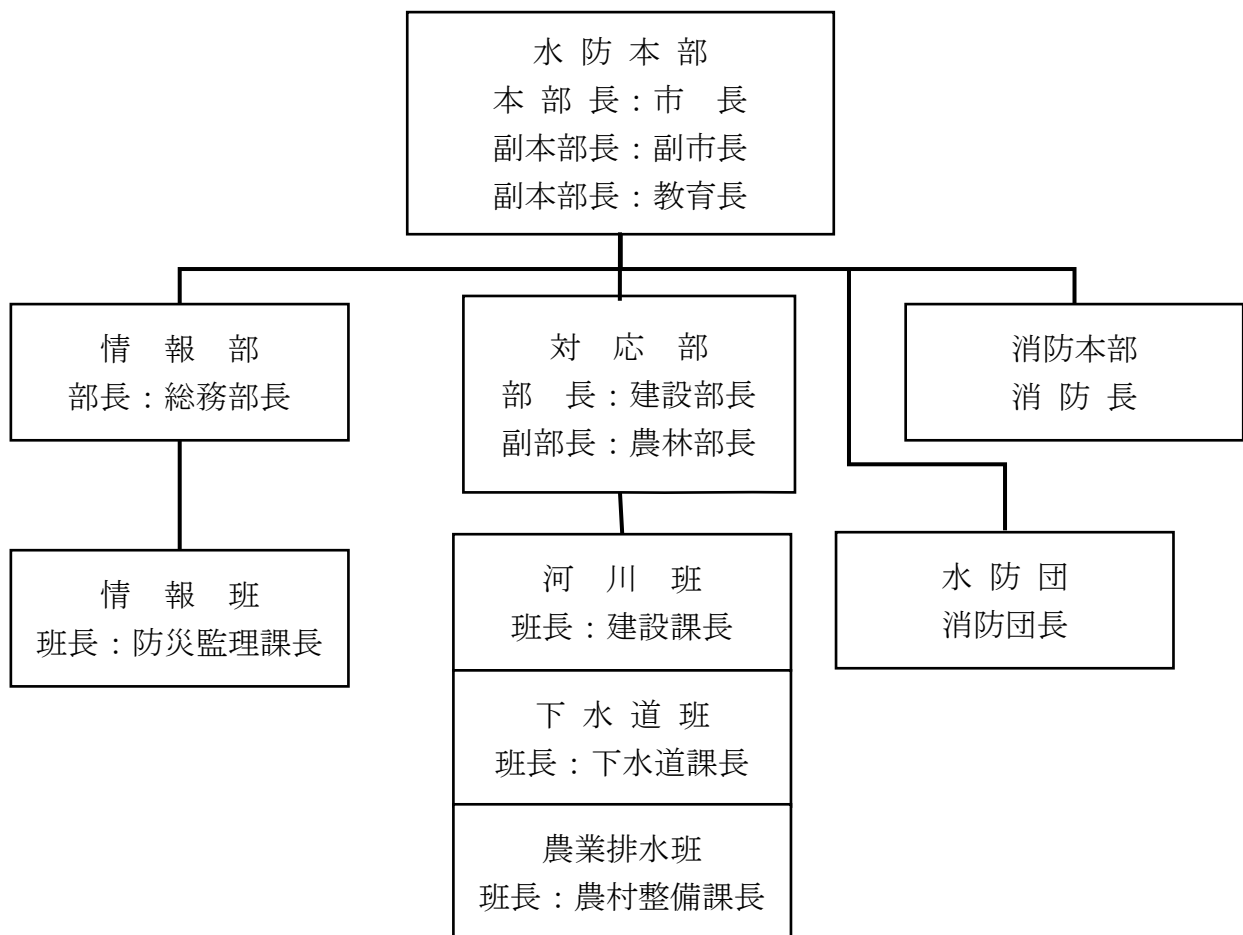 水 防 本 部
本 部 長：市　長
副本部長：副市長
副本部長：教育長
情　報　部
部長：総務部長
対　応　部
部　長：建設部長
副部長：農林部長
消防本部
消 防 長
情　報　班
班長：防災監理課長
河　川　班
班長：建設課長
水 防 団
消防団長
下 水 道 班
班長：下水道課長
農業排水班
班長：農村整備課長